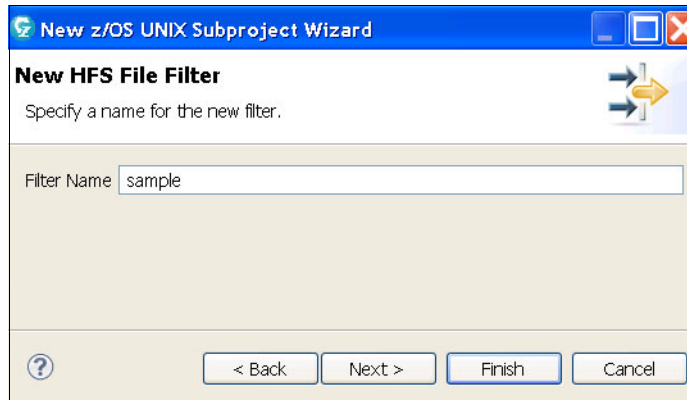 New z/OS UNIX Subproject Wizard
New HFS File Filter
Specify a name for the new filter.
Filter Name sample
? < Back Next > Finish Cancel